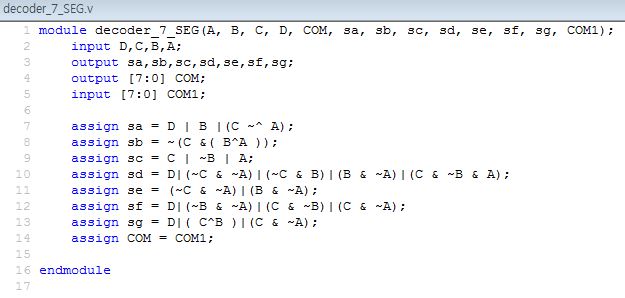 decoder_7_SEG.v
1 module decoder_7_SEG(A, B, C, D, COM, sa, sb, sc, sd, se, sf, sg, COM1);
2 input D,C,B,A;
3 output sa,sb,sc,sd,se,sf,sg;
4 output [7:0] COM;
5 input [7:0] COM1;
6
7 assign sa = D | B |(C ~^ A);
8 assign sb = ~(C &( B^A ));
9 assign sc = C | ~B | A;
10 assign sd = D|(~C & ~A)|(~C & B)|(B & ~A)|(C & ~B & A);
11 assign se = (~C & ~A)|(B & ~A);
12 assign sf = D|(~B & ~A)|(C & ~B)|(C & ~A);
13 assign sg = D|( C^B )|(C & ~A);
14 assign COM = COM1;
15
16 endmodule
17